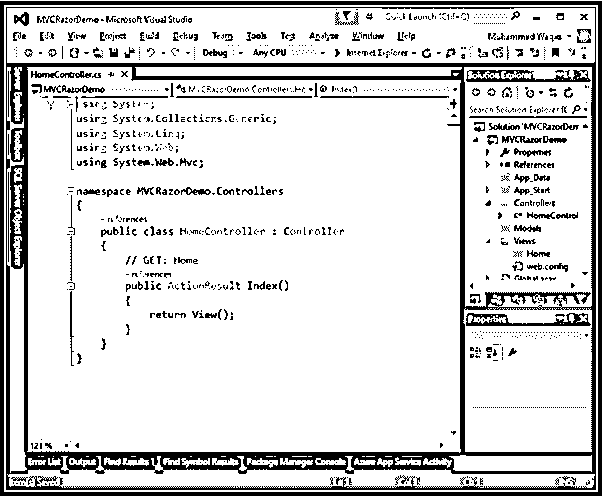 MVCRazorDemo - Microsoft Visual Studio
Quick Launch (Ctrl+Q)
File Edit View Project Build Debug Team Tools Test Analyze Window Help
Muhammad Waqas
Debug Any CPU Internet Explorer
HomeController.cs
MVCRazorDemo MVCRazorDemo.Controllers.Ho Index()
using System;
using System.Collections.Generic;
using System.Linq;
using System.Web;
using System.Web.Mvc;
namespace MVCRazorDemo.Controllers
{
references
public class HomeController : Controller
{
// GET: Home
references
public ActionResult Index()
{
return View();
}
}
}
121 %
SQL Server Object Explorer
Solution Explorer
Search Solution Explorer (C
Solution 'MVCRazorDem
MVCRazorDemo
Properties
References
App_Data
App_Start
Controllers
HomeControl
Models
Views
Home
web.config
Global.asax
Properties
Error List Output Find Results 1 Find Symbol Results Package Manager Console Azure App Service Activity